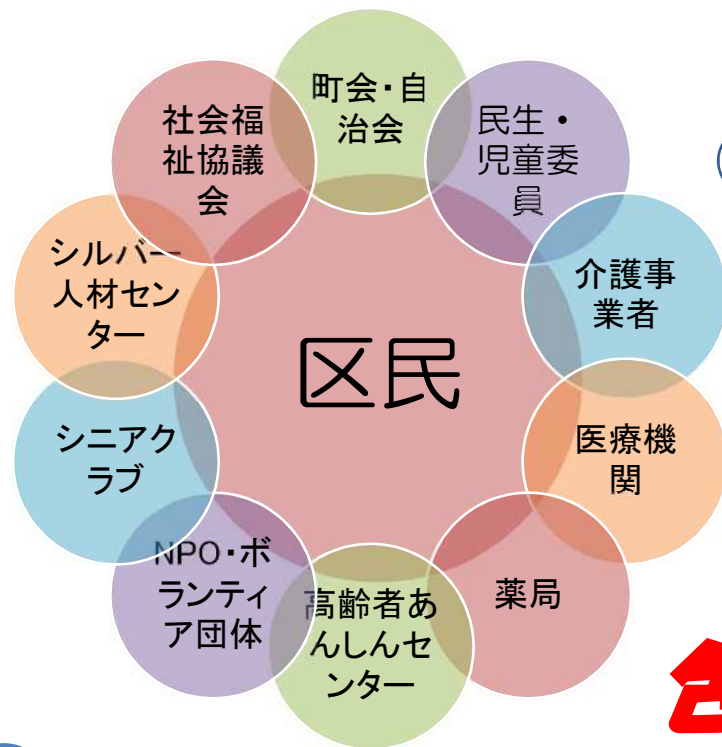 町会・自
治会
民生・
児童委
員
介護事
業者
医療機
関
薬局
高齢者あ
んしんセ
ンター
NPO・ボ
ランティ
ア団体
シニアク
ラブ
シルバー
人材セン
ター
社会福
祉協議
会
区民